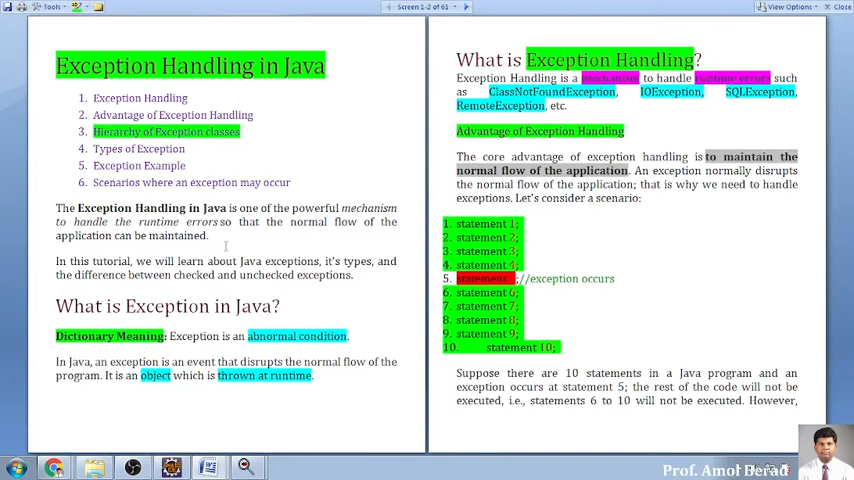 Tools
Screen 1-2 of 61
View Options
Close
Exception Handling in Java
1. Exception Handling
2. Advantage of Exception Handling
3. Hierarchy of Exception classes
4. Types of Exception
5. Exception Example
6. Scenarios where an exception may occur
The Exception Handling in Java is one of the powerful mechanism
to handle the runtime errors so that the normal flow of the
application can be maintained.
In this tutorial, we will learn about Java exceptions, it's types, and
the difference between checked and unchecked exceptions.
What is Exception in Java?
Dictionary Meaning: Exception is an abnormal condition.
In Java, an exception is an event that disrupts the normal flow of the
program. It is an object which is thrown at runtime.
What is Exception Handling?
Exception Handling is a mechanism to handle runtime errors such
as ClassNotFoundException, IOException, SQLException,
RemoteException, etc.
Advantage of Exception Handling
The core advantage of exception handling is to maintain the
normal flow of the application. An exception normally disrupts
the normal flow of the application; that is why we need to handle
exceptions. Let's consider a scenario:
1. statement 1;
2. statement 2;
3. statement 3;
4. statement 4;
5. statement ;//exception occurs
6. statement 6;
7. statement 7;
8. statement 8;
9. statement 9;
10. statement 10;
Suppose there are 10 statements in a Java program and an
exception occurs at statement 5; the rest of the code will not be
executed, i.e., statements 6 to 10 will not be executed. However,
Prof. Amol Berad